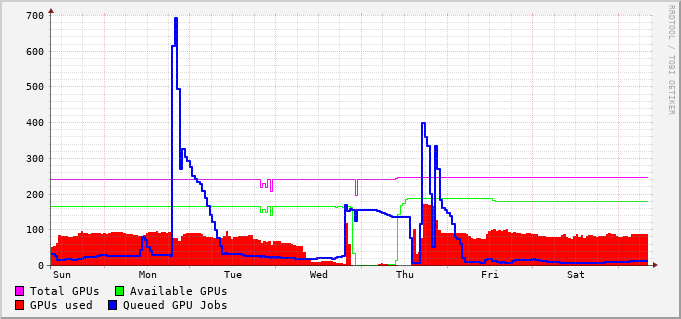 700
600
500
400
300
200
100
0
Sun Mon Tue Wed Thu Fri Sat
Total GPUs Available GPUs
GPUs used Queued GPU Jobs
RRDTOOL / TOBI OETIKER